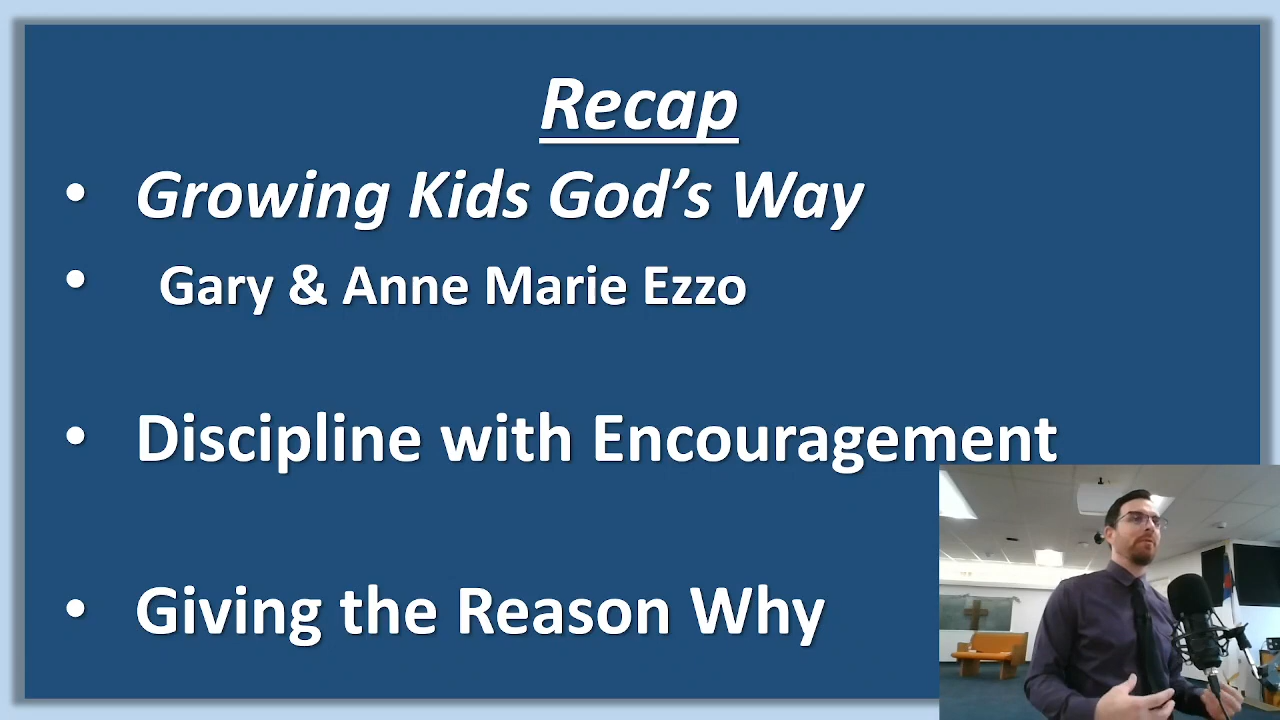 Recap
• Growing Kids God’s Way
• Gary & Anne Marie Ezzo
• Discipline with Encouragement
• Giving the Reason Why